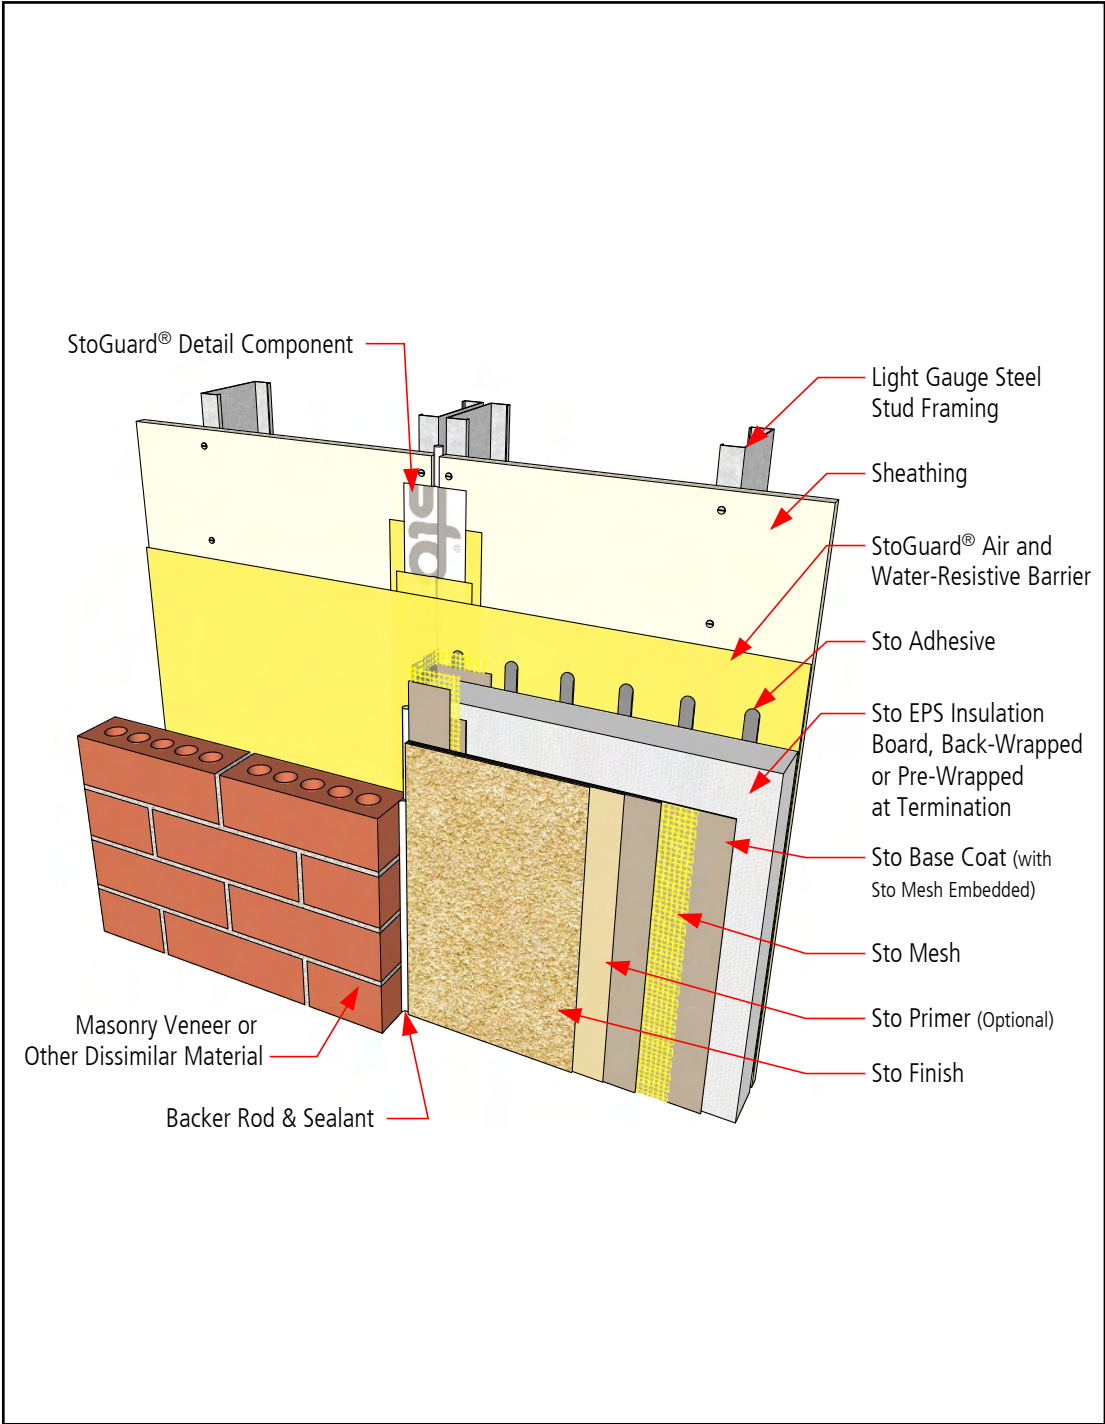 StoGuard® Detail Component
Light Gauge Steel
Stud Framing
Sheathing
StoGuard® Air and
Water-Resistive Barrier
Sto Adhesive
Sto EPS Insulation
Board, Back-Wrapped
or Pre-Wrapped
at Termination
Sto Base Coat (with
Sto Mesh Embedded)
Sto Mesh
Sto Primer (Optional)
Sto Finish
Masonry Veneer or
Other Dissimilar Material
Backer Rod & Sealant
sto®